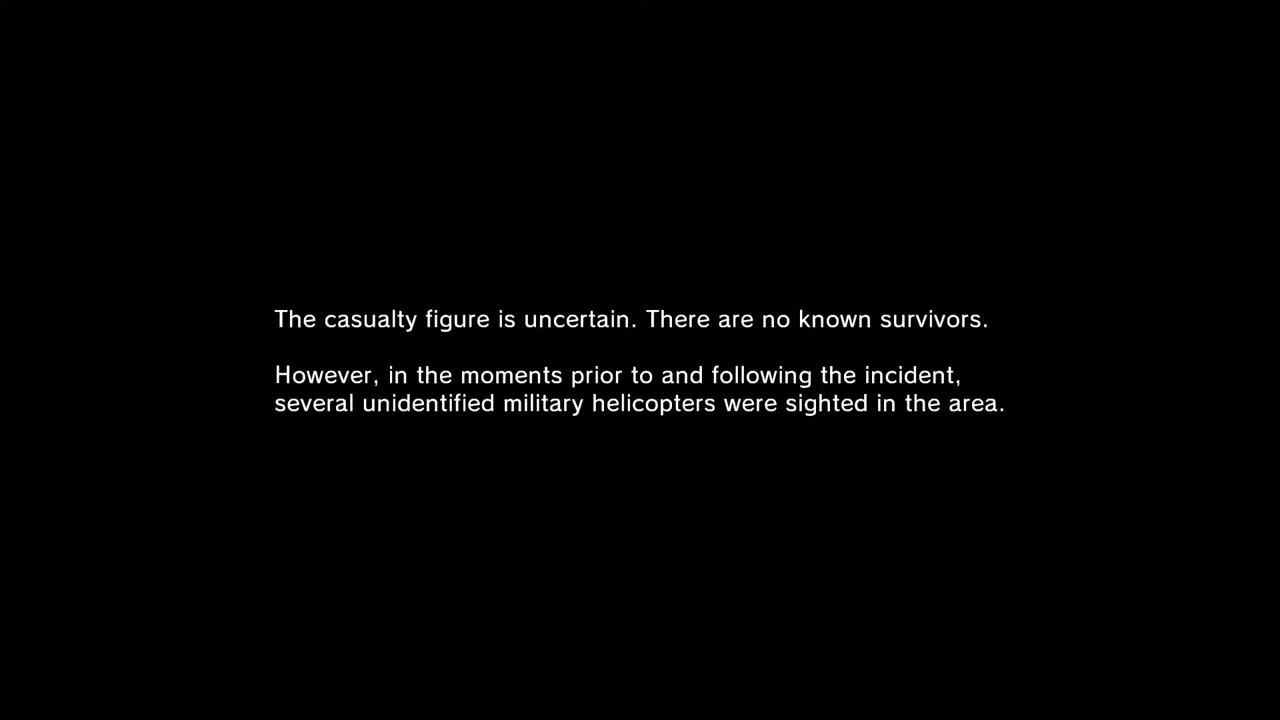 The casualty figure is uncertain. There are no known survivors.
However, in the moments prior to and following the incident,
several unidentified military helicopters were sighted in the area.